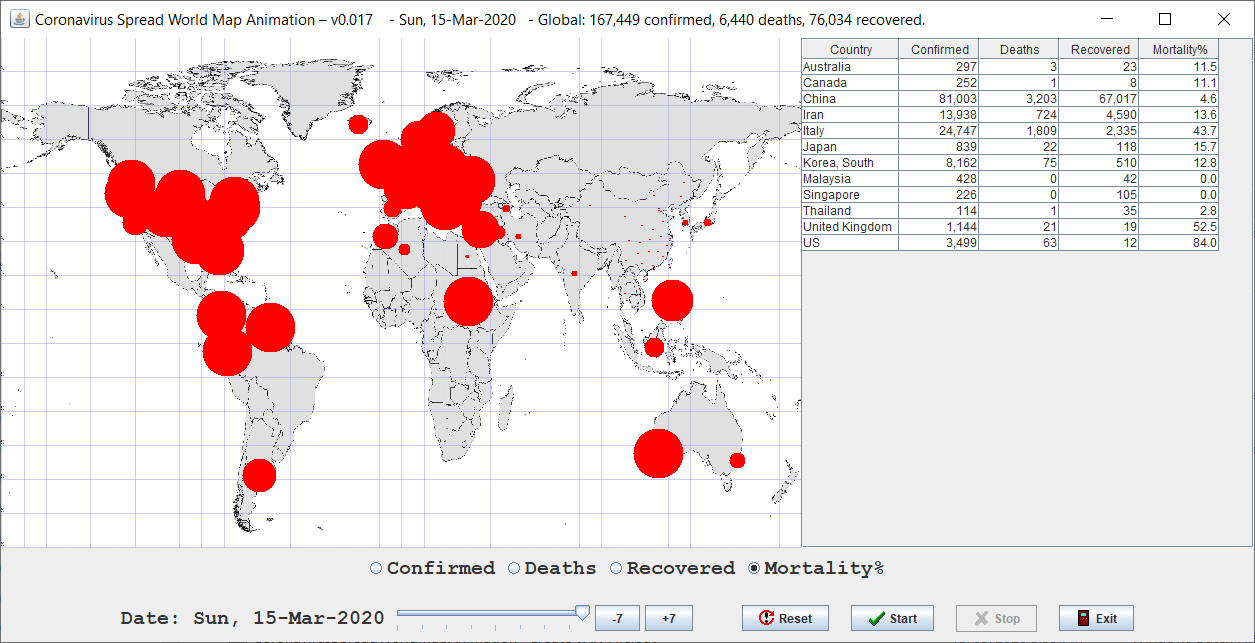 Coronavirus Spread World Map Animation – v0.017 - Sun, 15-Mar-2020 - Global: 167,449 confirmed, 6,440 deaths, 76,034 recovered.
Country Confirmed Deaths Recovered Mortality%
Australia 297 3 23 11.5
Canada 252 1 8 11.1
China 81,003 3,203 67,017 4.6
Iran 13,938 724 4,590 13.6
Italy 24,747 1,809 2,335 43.7
Japan 839 22 118 15.7
Korea, South 8,162 75 510 12.8
Malaysia 428 0 42 0.0
Singapore 226 0 105 0.0
Thailand 114 1 35 2.8
United Kingdom 1,144 21 19 52.5
US 3,499 63 12 84.0
Confirmed Deaths Recovered Mortality%
Date: Sun, 15-Mar-2020 -7 +7 Reset Start Stop Exit